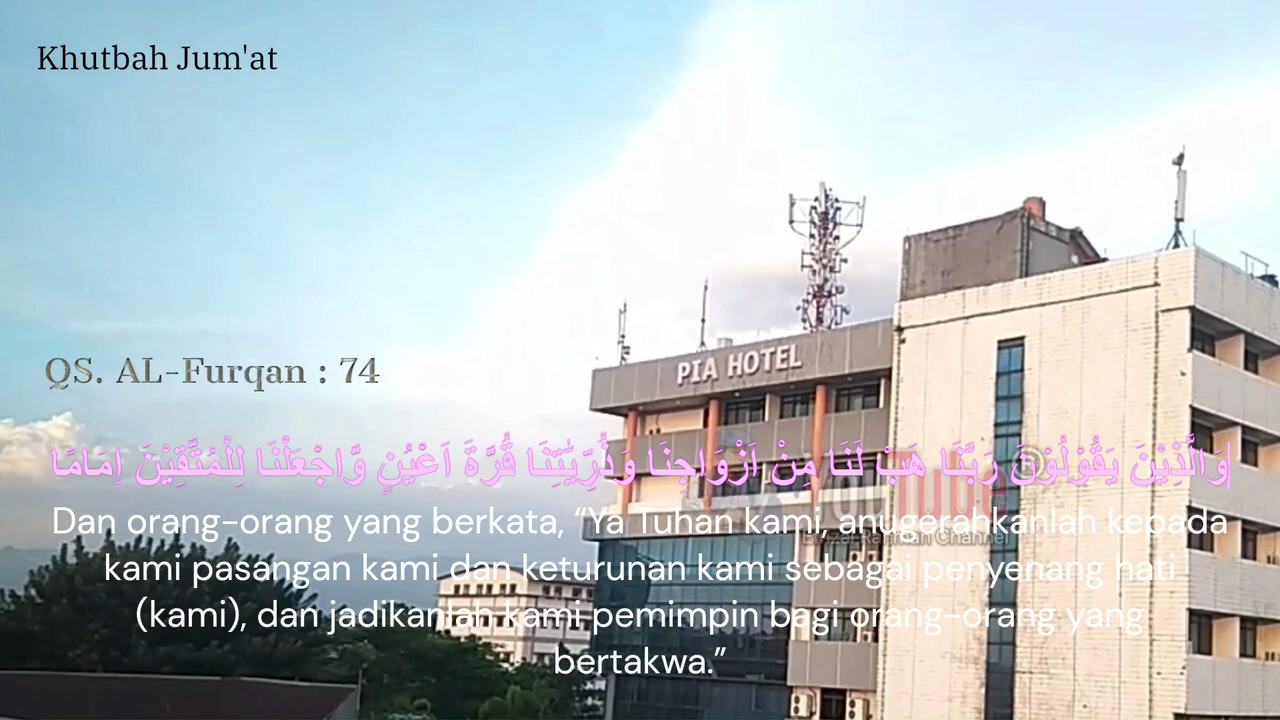 Khutbah Jum'at
PIA HOTEL
QS. AL-Furqan : 74
وَالَّذِيْنَ يَقُوْلُوْنَ رَبَّنَا هَبْ لَنَا مِنْ اَزْوَاجِنَا وَذُرِّيّٰتِنَا قُرَّةَ اَعْيُنٍ وَّاجْعَلْنَا لِلْمُتَّقِيْنَ اِمَامًا
Dan orang-orang yang berkata, “Ya Tuhan kami, anugerahkanlah kepada
Channel
kami pasangan kami dan keturunan kami sebagai penyenang hati
(kami), dan jadikanlah kami pemimpin bagi orang-orang yang
bertakwa.”